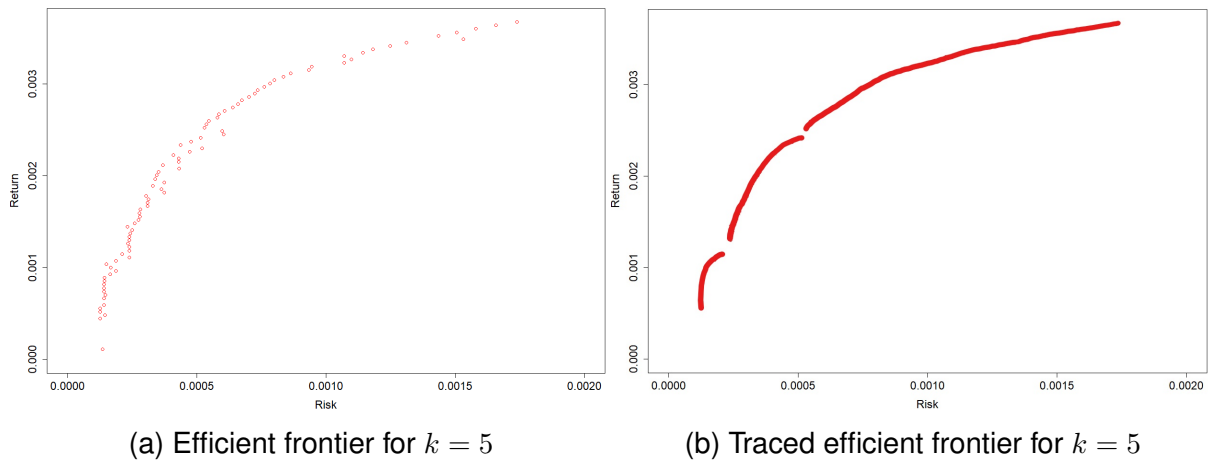 0.003
0.002
0.001
0.000
Return
0.0000 0.0005 0.0010 0.0015 0.0020
Risk
(a) Efficient frontier for k = 5
0.003
0.002
0.001
0.000
Return
0.0000 0.0005 0.0010 0.0015 0.0020
Risk
(b) Traced efficient frontier for k = 5